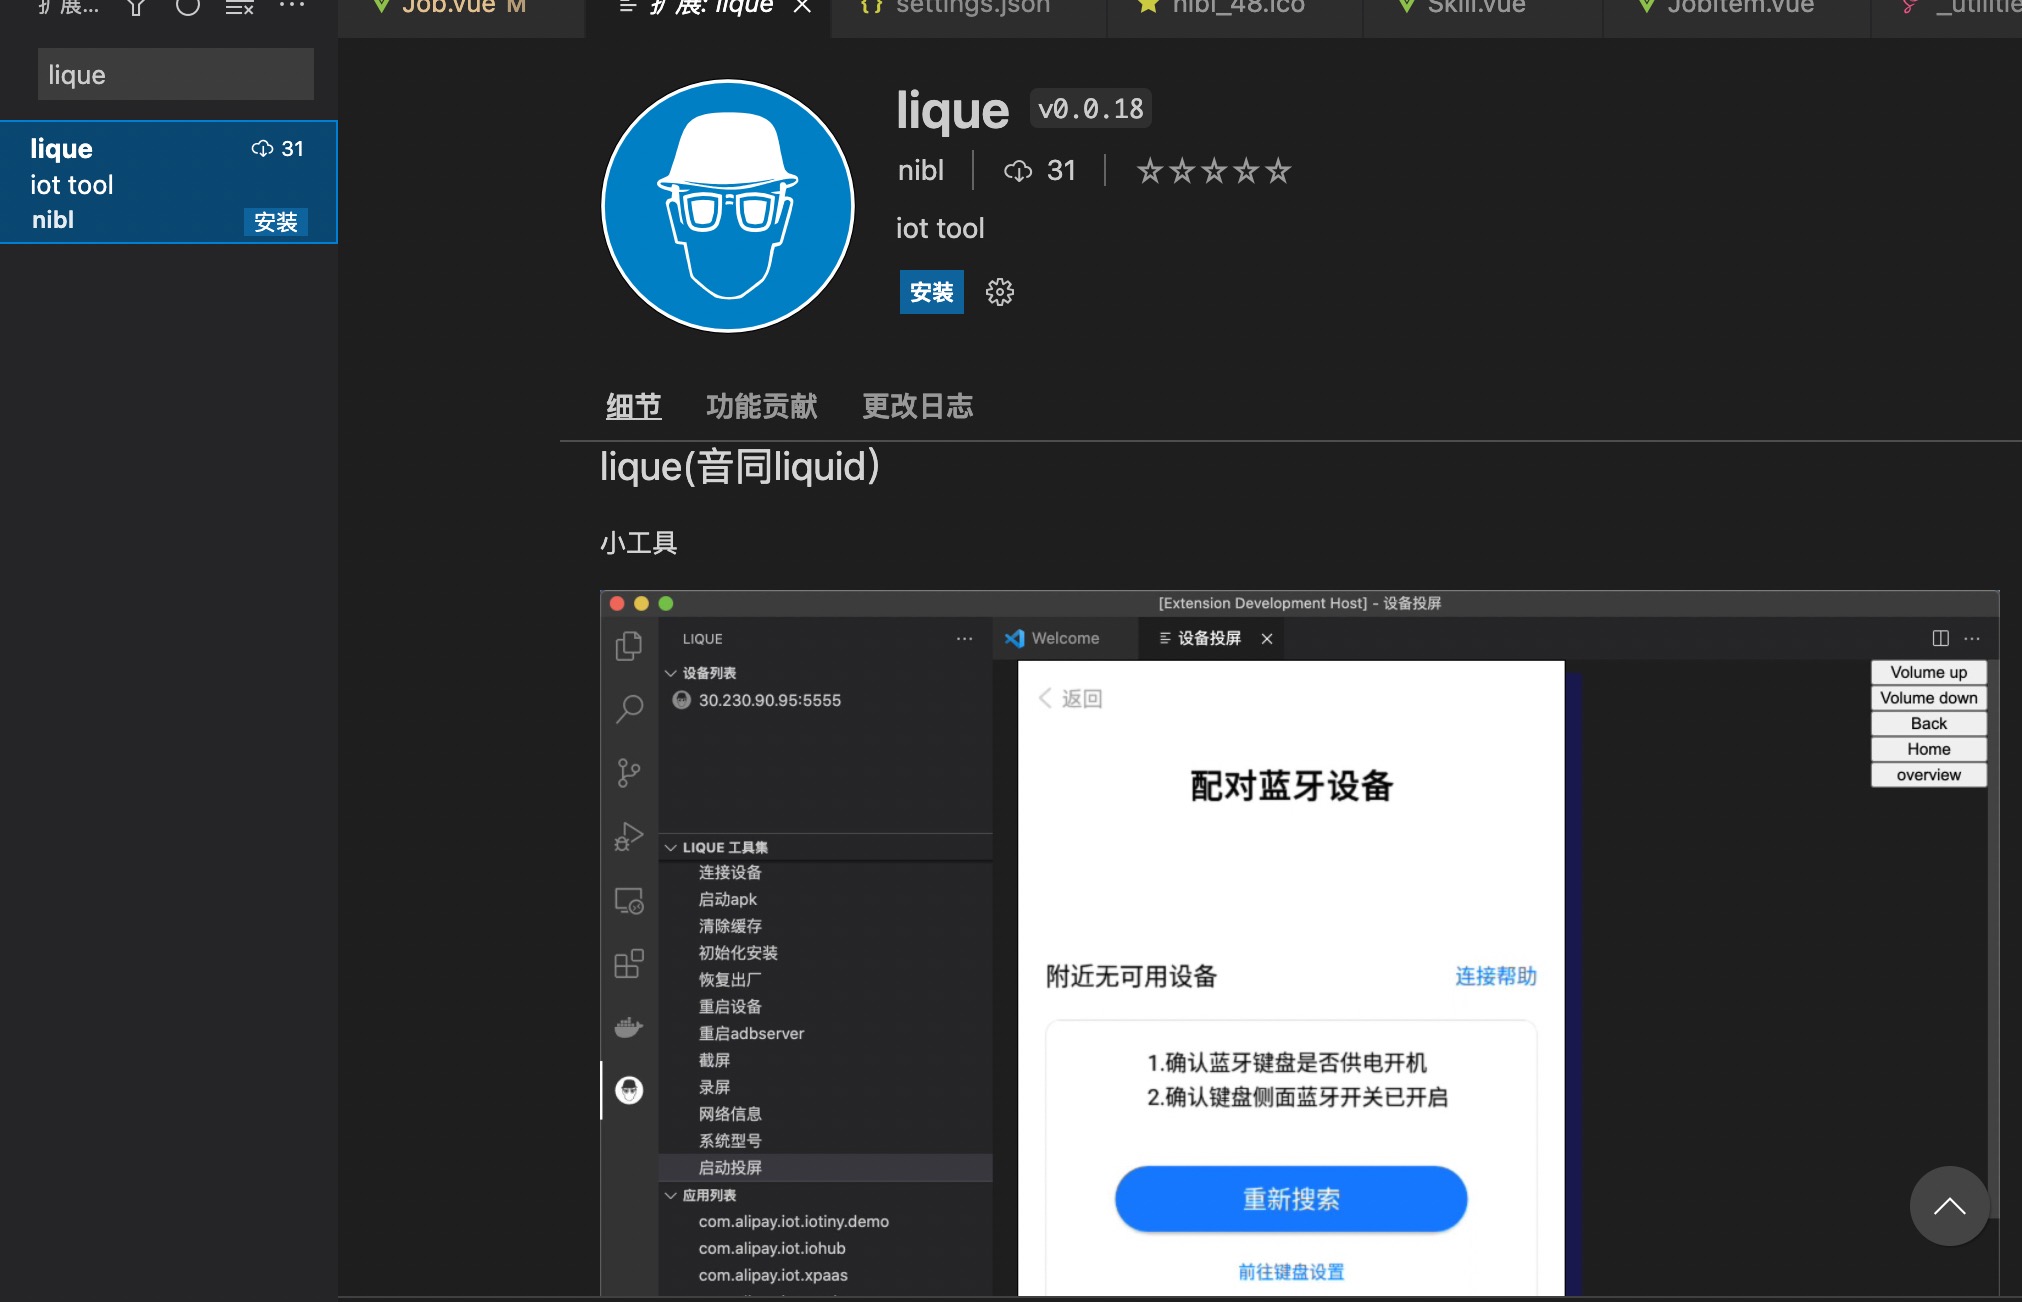 扩展...
Job.vue M
扩展: lique
settings.json
nibl_48.ico
Skill.vue
JobItem.vue
_utilitie
lique
lique
31
iot tool
nibl
安装
lique v0.0.18
nibl
31
iot tool
安装
细节
功能贡献
更改日志
lique(音同liquid)
小工具
[Extension Development Host] - 设备投屏
LIQUE
Welcome
设备投屏
设备列表
30.230.90.95:5555
LIQUE 工具集
连接设备
启动apk
清除缓存
初始化安装
恢复出厂
重启设备
重启adbserver
截屏
录屏
网络信息
系统型号
启动投屏
应用列表
com.alipay.iot.iotiny.demo
com.alipay.iot.iohub
com.alipay.iot.xpaas
返回
配对蓝牙设备
附近无可用设备
连接帮助
1.确认蓝牙键盘是否供电开机
2.确认键盘侧面蓝牙开关已开启
重新搜索
前往键盘设置
Volume up
Volume down
Back
Home
overview